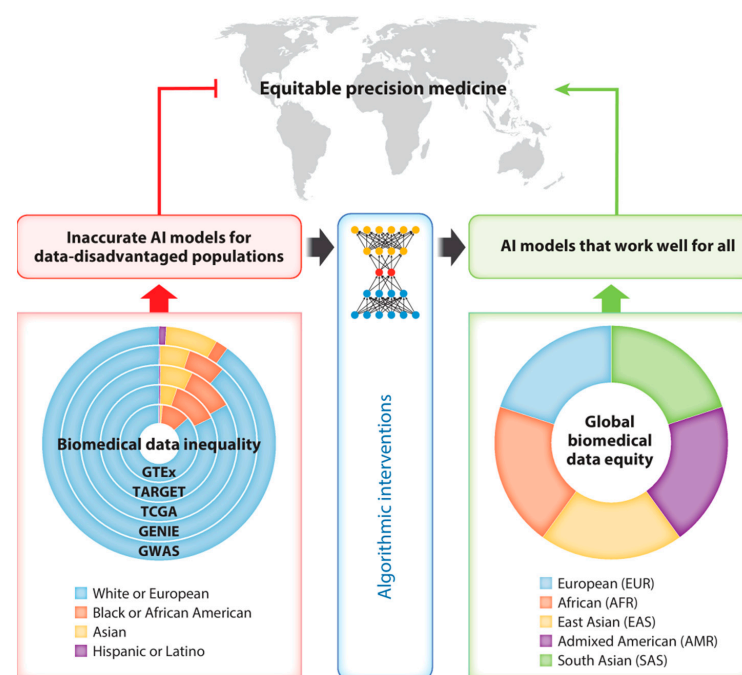 Equitable precision medicine
Inaccurate AI models for
data-disadvantaged populations
AI models that work well for all
Biomedical data inequality
GTEx
TARGET
TCGA
GENIE
GWAS
White or European
Black or African American
Asian
Hispanic or Latino
Algorithmic interventions
Global
biomedical
data equity
European (EUR)
African (AFR)
East Asian (EAS)
Admixed American (AMR)
South Asian (SAS)